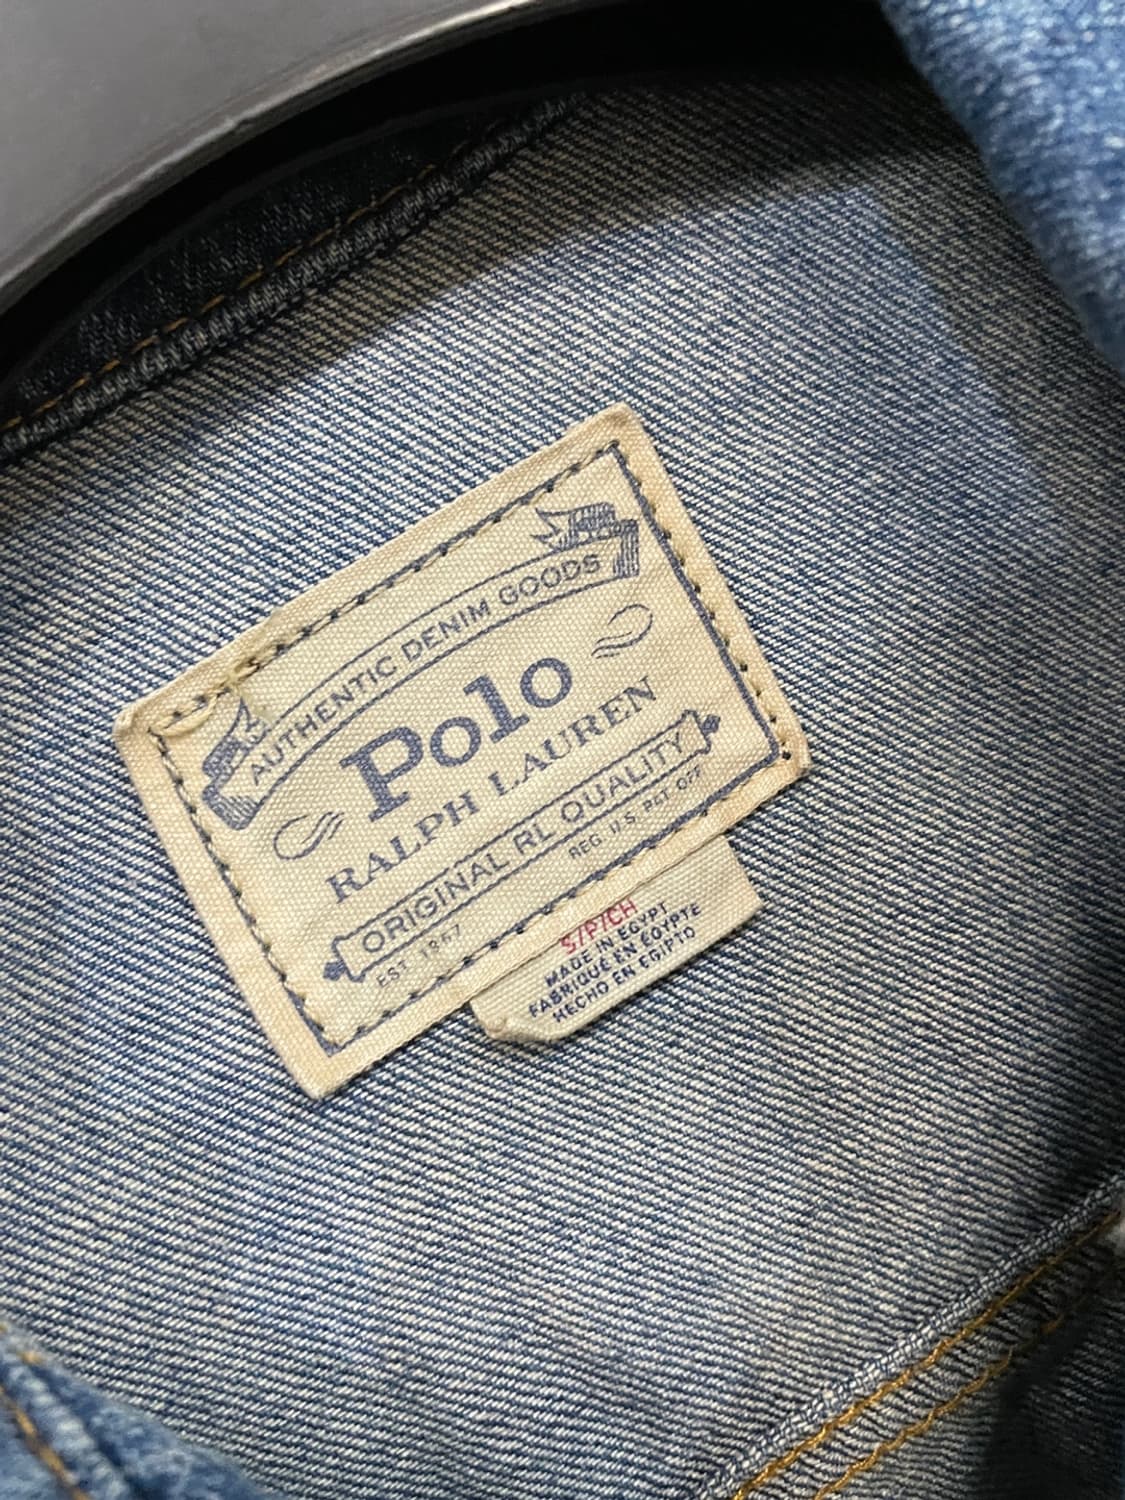 AUTHENTIC DENIM GOODS
Polo
RALPH LAUREN
ORIGINAL RL QUALITY
EST. 1967
REG. U.S. PET. OFF.
S/P/CH
MADE IN EGYPT
FABRIQUÉ EN ÉGYPTE
HECHO EN EGIPTO